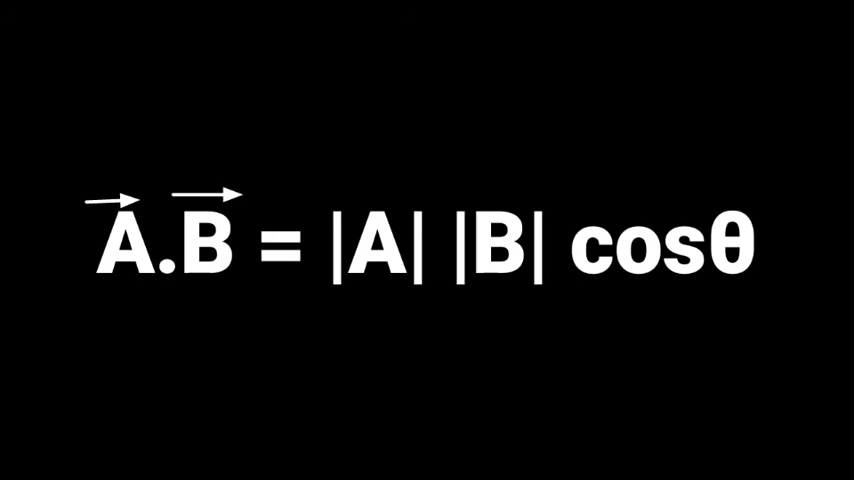 A⃗.B⃗ = |A| |B| cosθ